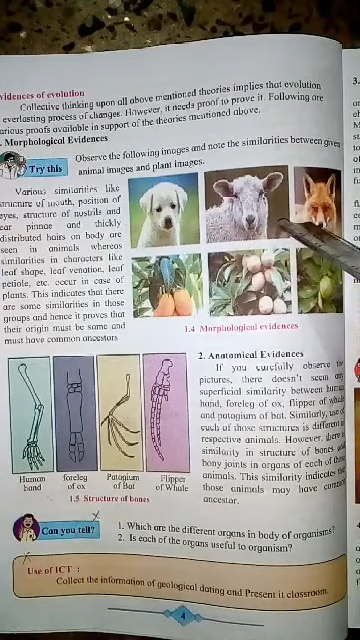 vidences of evolution
Collective thinking upon all above mentioned theories implies that evolution
everlasting process of changes. However, it needs proof to prove it. Following are
arious proofs available in support of the theories mentioned above.
. Morphological Evidences
Try this
Observe the following images and note the similarities between given
animal images and plant images.
Various similarities like
structure of mouth, position of
eyes, structure of nostrils and
ear pinnae and thickly
distributed hairs on body are
seen in animals whereas
similarities in characters like
leaf shape, leaf venation, leaf
petiole, etc. occur in case of
plants. This indicates that there
are some similarities in those
groups and hence it proves that
their origin must be same and
must have common ancestors
1.4 Morphological evidences
2. Anatomical Evidences
If you carefully observe the
pictures, there doesn't seem any
superficial similarity between human
hand, foreleg of ox, flipper of whale
and patagium of bat. Similarly, use of
each of those structures is different in
respective animals. However, there is
similarity in structure of bones and
bony joints in organs of each of those
animals. This similarity indicates that
those animals may have common
ancestor.
Human
hand
foreleg
of ox
Patagium
of Bat
Flipper
of Whale
1.5 Structure of bones
Can you tell?
1. Which are the different organs in body of organisms?
2. Is each of the organs useful to organism?
Use of ICT :
Collect the information of geological dating and Present it classroom.
4
3.